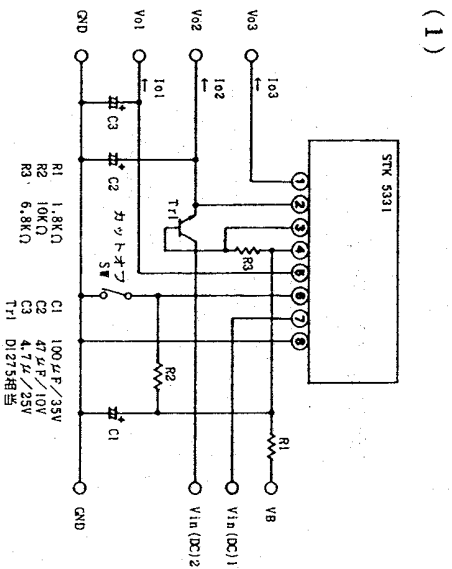 (1)
STK 5331
1
2
3
4
5
6
7
8
Vo3
Io3
Vo2
Io2
Vo1
Io1
GND
C3
C2
Tr1
R3
カットオフ
SW
R2
C1
R1
VB
Vin(DC)1
Vin(DC)2
GND
R1 1.8KΩ
R2 10KΩ
R3 6.8KΩ
C1 100μF/35V
C2 47μF/10V
C3 4.7μ/25V
Tr1 D1275相当